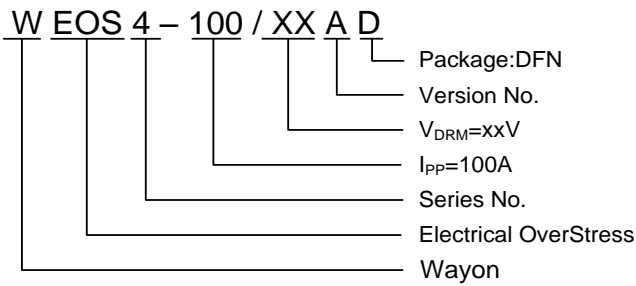 W EOS 4 – 100 / XX A D
Package:DFN
Version No.
VDRM=xxV
IPP=100A
Series No.
Electrical OverStress
Wayon